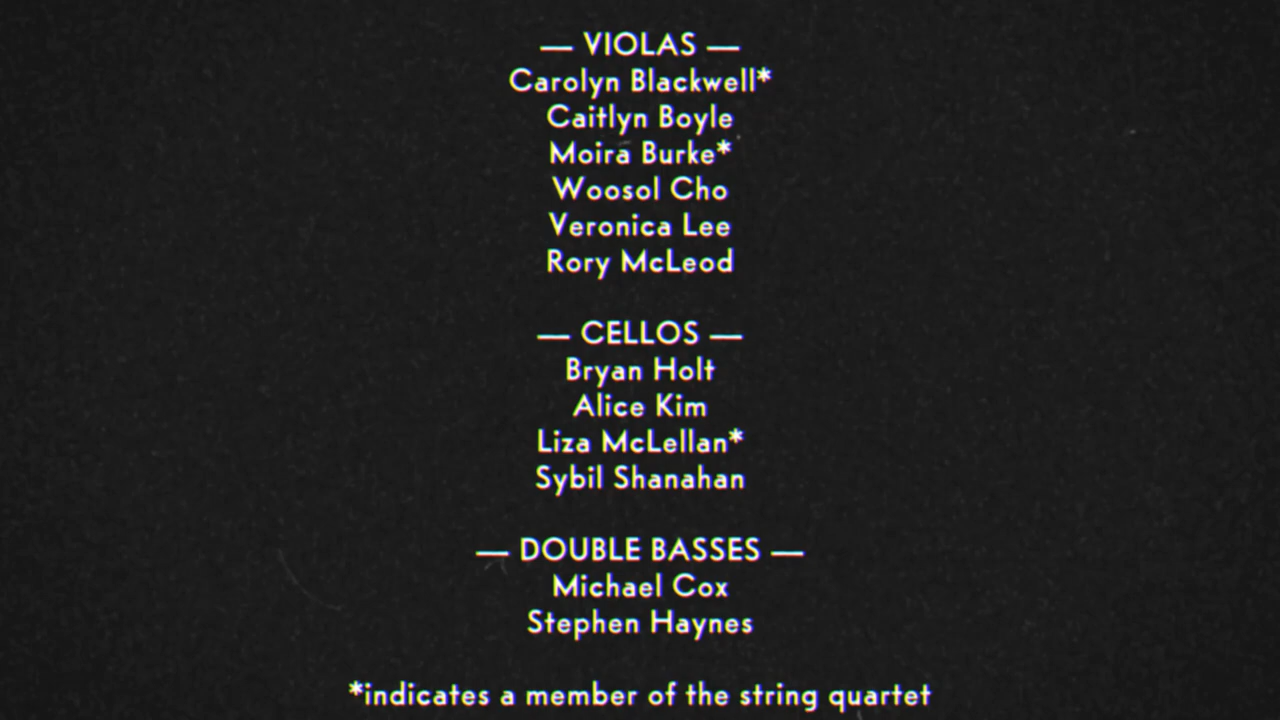 — VIOLAS —
Carolyn Blackwell*
Caitlyn Boyle
Moira Burke*
Woosol Cho
Veronica Lee
Rory McLeod
— CELLOS —
Bryan Holt
Alice Kim
Liza McLellan*
Sybil Shanahan
— DOUBLE BASSES —
Michael Cox
Stephen Haynes
*indicates a member of the string quartet